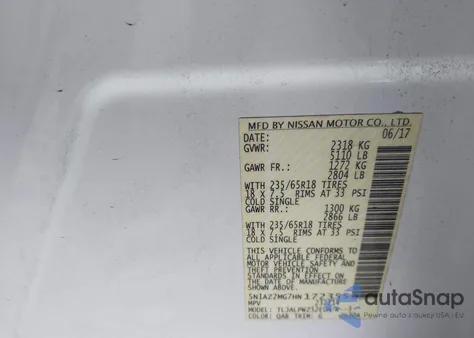 MFD BY NISSAN MOTOR CO., LTD.
DATE: 06/17
GVWR: 2318 KG
5110 LB
GAWR FR.: 1272 KG
2804 LB
WITH 235/65R18 TIRES
18 x 7.5 RIMS AT 33 PSI
COLD SINGLE
GAWR RR.: 1300 KG
2866 LB
WITH 235/65R18 TIRES
18 x 7.5 RIMS AT 33 PSI
COLD SINGLE
THIS VEHICLE CONFORMS TO
ALL APPLICABLE FEDERAL
MOTOR VEHICLE SAFETY AND
THEFT PREVENTION
STANDARDS IN EFFECT ON
THE DATE OF MANUFACTURE
SHOWN ABOVE.
MPV
MODEL:
COLOR: QAB TRIM: G
autoSnap